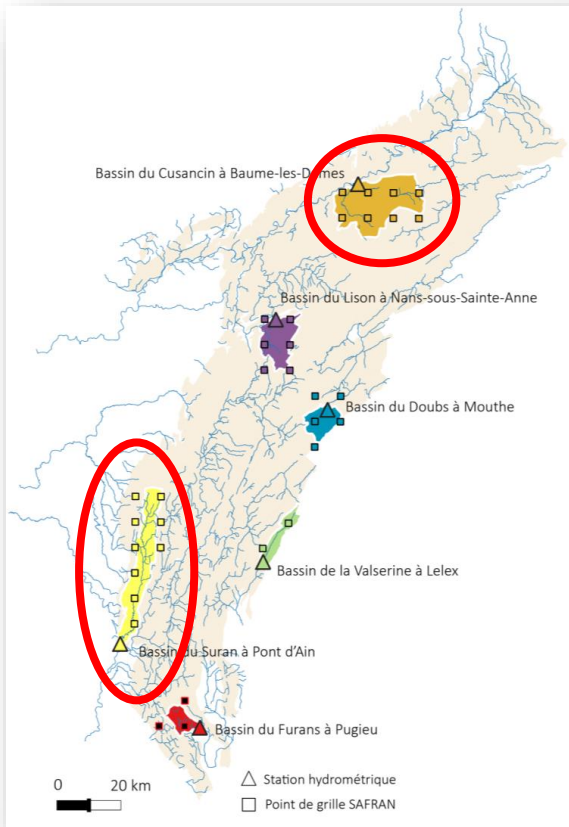 Bassin du Cusancin à Baume-les-Dames
Bassin du Lison à Nans-sous-Sainte-Anne
Bassin du Doubs à Mouthe
Bassin de la Valserine à Lelex
Bassin du Suran à Pont d'Ain
Bassin du Furans à Pugieu
0 20 km
Station hydrométrique
Point de grille SAFRAN